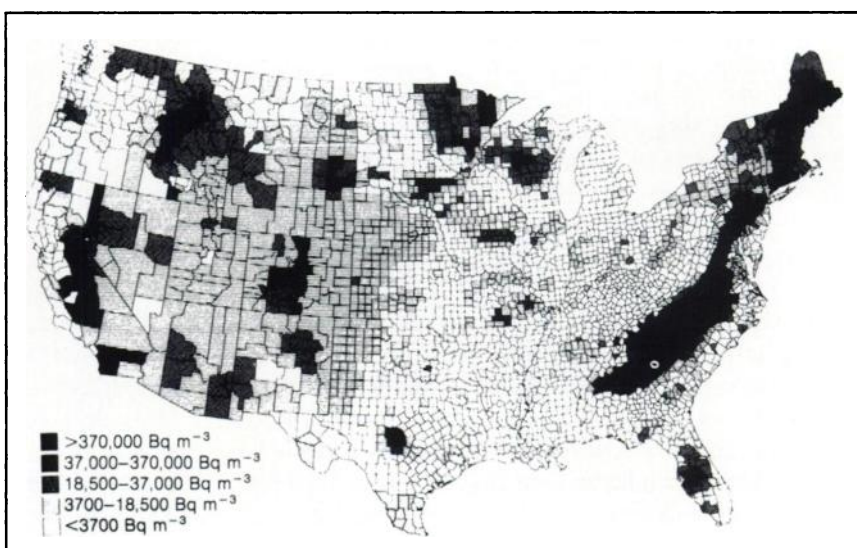 >370,000 Bq m⁻³
37,000–370,000 Bq m⁻³
18,500–37,000 Bq m⁻³
3700–18,500 Bq m⁻³
<3700 Bq m⁻³